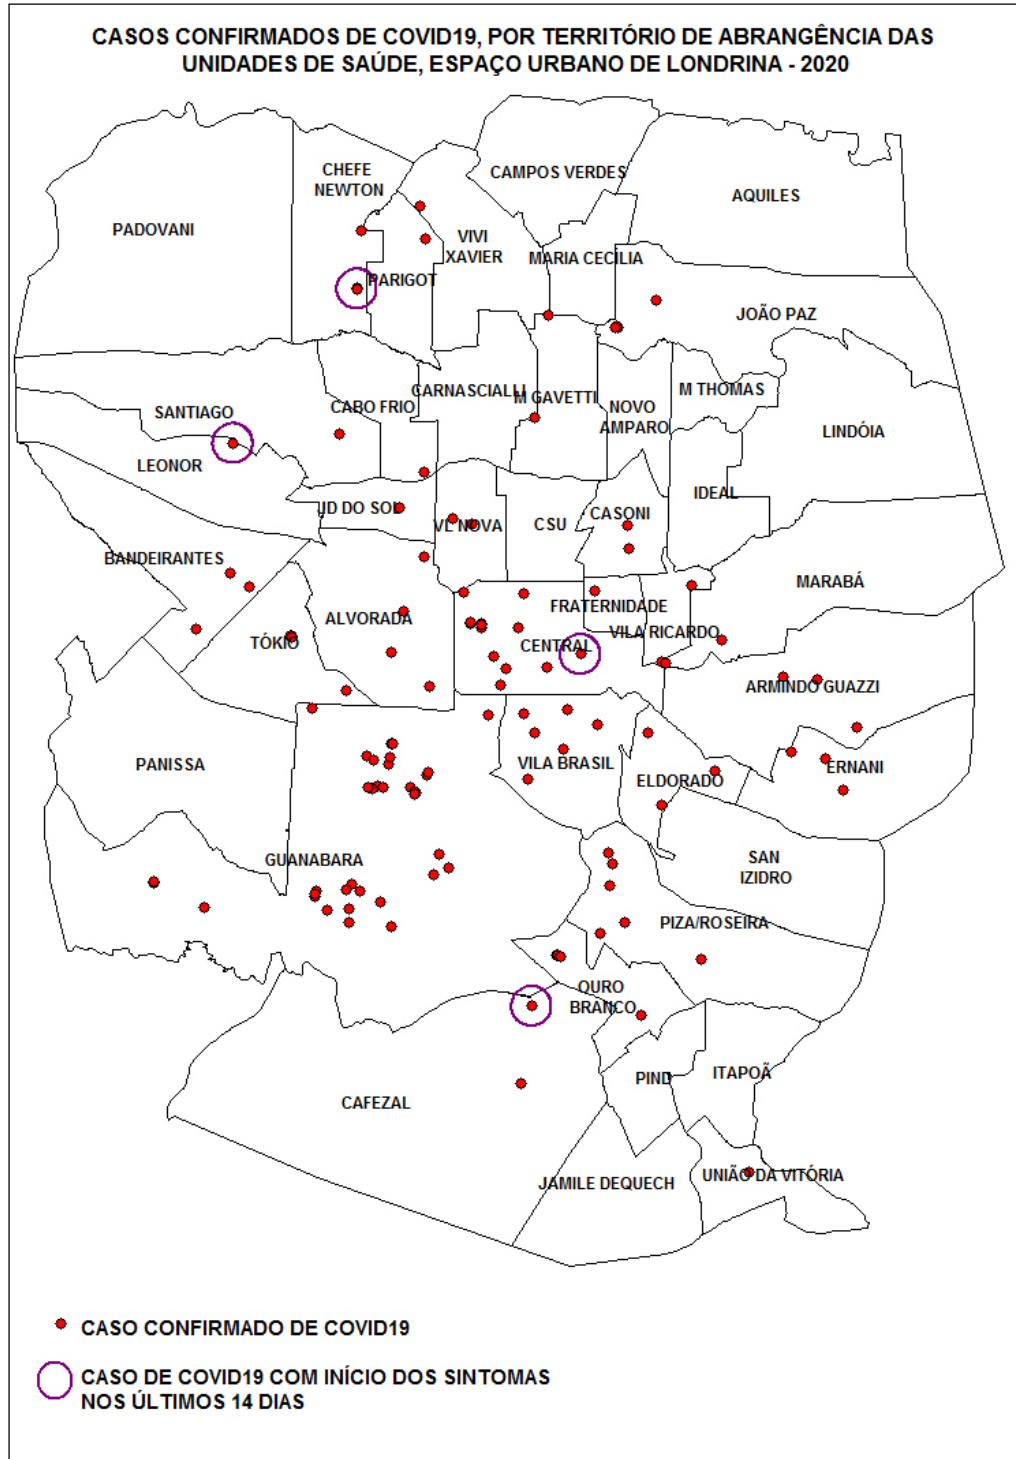 CASOS CONFIRMADOS DE COVID19, POR TERRITÓRIO DE ABRANGÊNCIA DAS
UNIDADES DE SAÚDE, ESPAÇO URBANO DE LONDRINA - 2020
CHEFE
NEWTON
CAMPOS VERDES
AQUILES
PADOVANI
VIVI
XAVIER
MARIA CECÍLIA
PARIGOT
JOÃO PAZ
CARNASCIALLI
M GAVETTI
M THOMAS
SANTIAGO
CABO FRIO
NOVO
AMPARO
LINDÓIA
LEONOR
IDEAL
JD DO SOL
VL NOVA
CSU
CASONI
BANDEIRANTES
MARABÁ
ALVORADA
FRATERNIDADE
TÓKIO
CENTRAL
VILA RICARDO
ARMINDO GUAZZI
PANISSA
VILA BRASIL
ELDORADO
ERNANI
GUANABARA
SAN
IZIDRO
PIZA/ROSEIRA
OURO
BRANCO
PIND
ITAPOÃ
CAFEZAL
JAMILE DEQUECH
UNIÃO DA VITÓRIA
CASO CONFIRMADO DE COVID19
CASO DE COVID19 COM INÍCIO DOS SINTOMAS
NOS ÚLTIMOS 14 DIAS